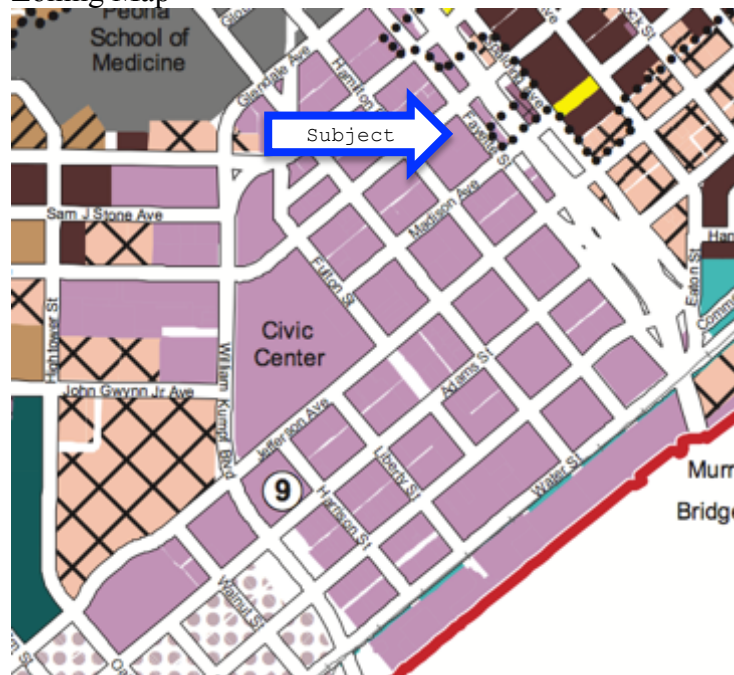 Zoning Map
Peoria
School of
Medicine
Glendale Ave
Hamilton
Subject
Fayette St
Madison Ave
Sam J Stone Ave
Fulton St
Eaton St
Hightower St
Civic
Center
William Kumpf Blvd
John Gwynn Jr Ave
Jefferson Ave
Adams St
Liberty St
Water St
9
Harrison St
Walnut St
Murr
Bridge